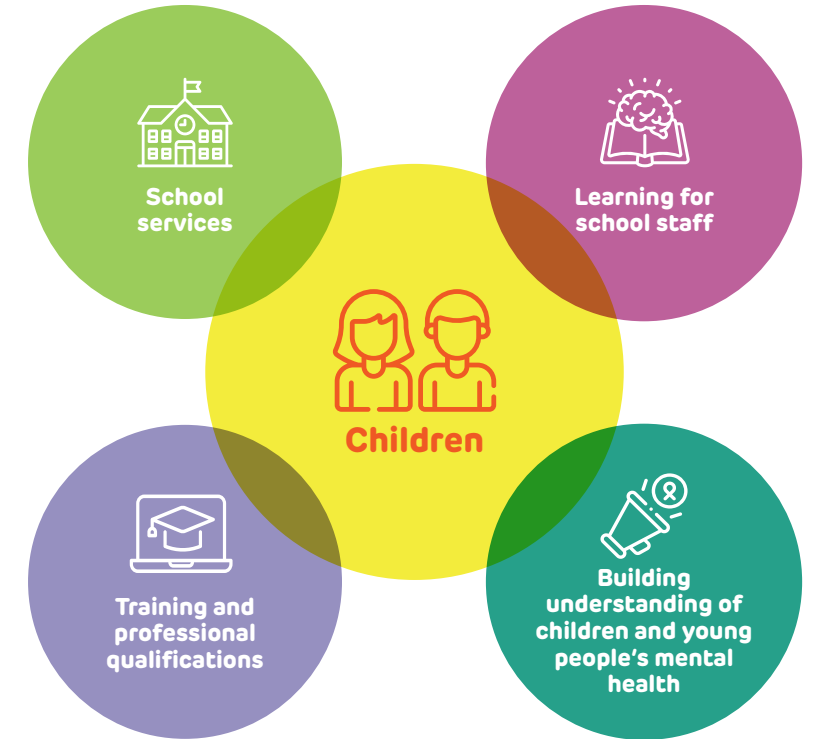 School
services
Learning for
school staff
Children
Training and
professional
qualifications
Building
understanding of
children and young
people’s mental
health